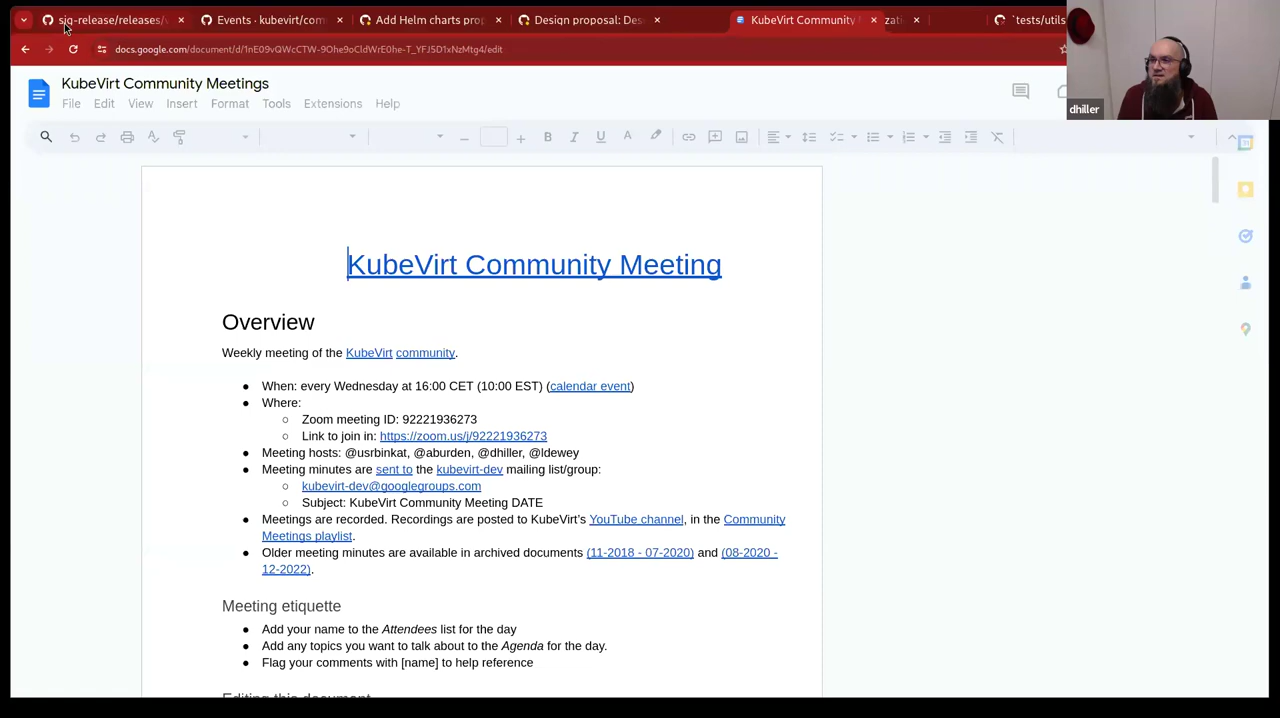 sig-release/releases/v
Events · kubevirt/com
Add Helm charts prop
Design proposal: Des
KubeVirt Community
zati
`tests/utils
docs.google.com/document/d/1nE09vQWcCTW-9Ohe9oCldWrE0he-T_YFJ5D1xNzMtg4/edit
KubeVirt Community Meetings
File Edit View Insert Format Tools Extensions Help
dhiller
KubeVirt Community Meeting
Overview
Weekly meeting of the KubeVirt community.
● When: every Wednesday at 16:00 CET (10:00 EST) (calendar event)
● Where:
○ Zoom meeting ID: 92221936273
○ Link to join in: https://zoom.us/j/92221936273
● Meeting hosts: @usrbinkat, @aburden, @dhiller, @ldewey
● Meeting minutes are sent to the kubevirt-dev mailing list/group:
○ kubevirt-dev@googlegroups.com
○ Subject: KubeVirt Community Meeting DATE
● Meetings are recorded. Recordings are posted to KubeVirt's YouTube channel, in the Community
Meetings playlist.
● Older meeting minutes are available in archived documents (11-2018 - 07-2020) and (08-2020 -
12-2022).
Meeting etiquette
● Add your name to the Attendees list for the day
● Add any topics you want to talk about to the Agenda for the day.
● Flag your comments with [name] to help reference
Editing this document